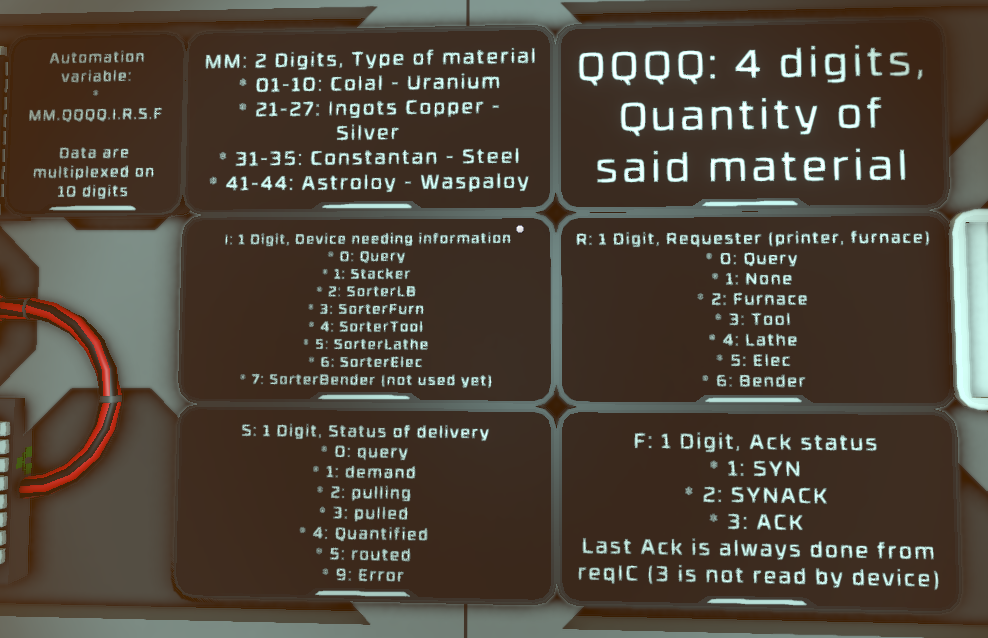 Automation
variable:
*
MM.QQQQ.I.R.S.F
Data are
multiplexed on
10 digits
MM: 2 Digits, Type of material
* 01-10: Colal - Uranium
* 21-27: Ingots Copper -
Silver
* 31-35: Constantan - Steel
* 41-44: Astroloy - Waspaloy
QQQQ: 4 digits,
Quantity of
said material
I: 1 Digit, Device needing information
* 0: Query
* 1: Stacker
* 2: SorterLB
* 3: SorterFurn
* 4: SorterTool
* 5: SorterLathe
* 6: SorterElec
* 7: SorterBender (not used yet)
R: 1 Digit, Requester (printer, furnace)
* 0: Query
* 1: None
* 2: Furnace
* 3: Tool
* 4: Lathe
* 5: Elec
* 6: Bender
S: 1 Digit, Status of delivery
* 0: query
* 1: demand
* 2: pulling
* 3: pulled
* 4: Quantified
* 5: routed
* 9: Error
F: 1 Digit, Ack status
* 1: SYN
* 2: SYNACK
* 3: ACK
Last Ack is always done from
reqIC (3 is not read by device)